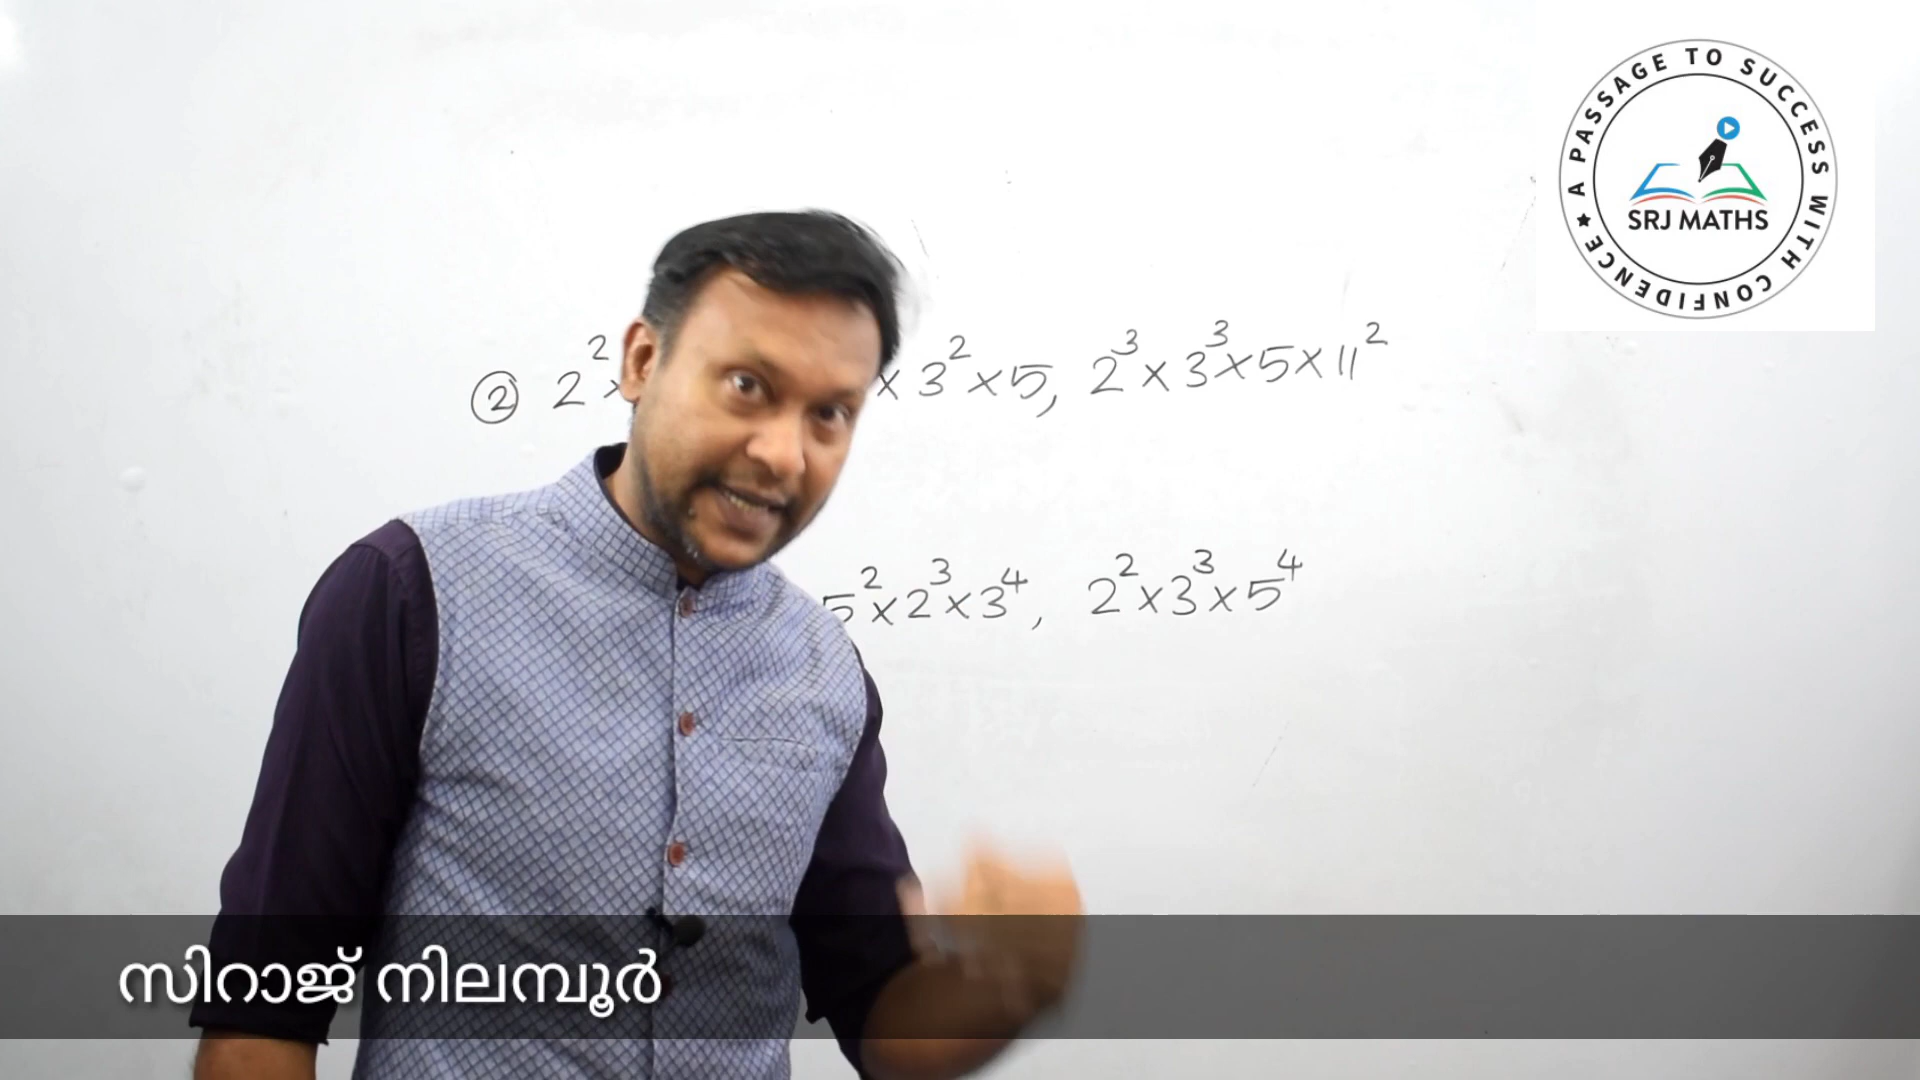 A PASSAGE TO SUCCESS WITH CONFIDENCE ★
SRJ MATHS
② 2² × × 3² × 5, 2³ × 3³ × 5 × 11²
5² × 2³ × 3⁴, 2² × 3³ × 5⁴
സിറാജ് നിലമ്പൂർ